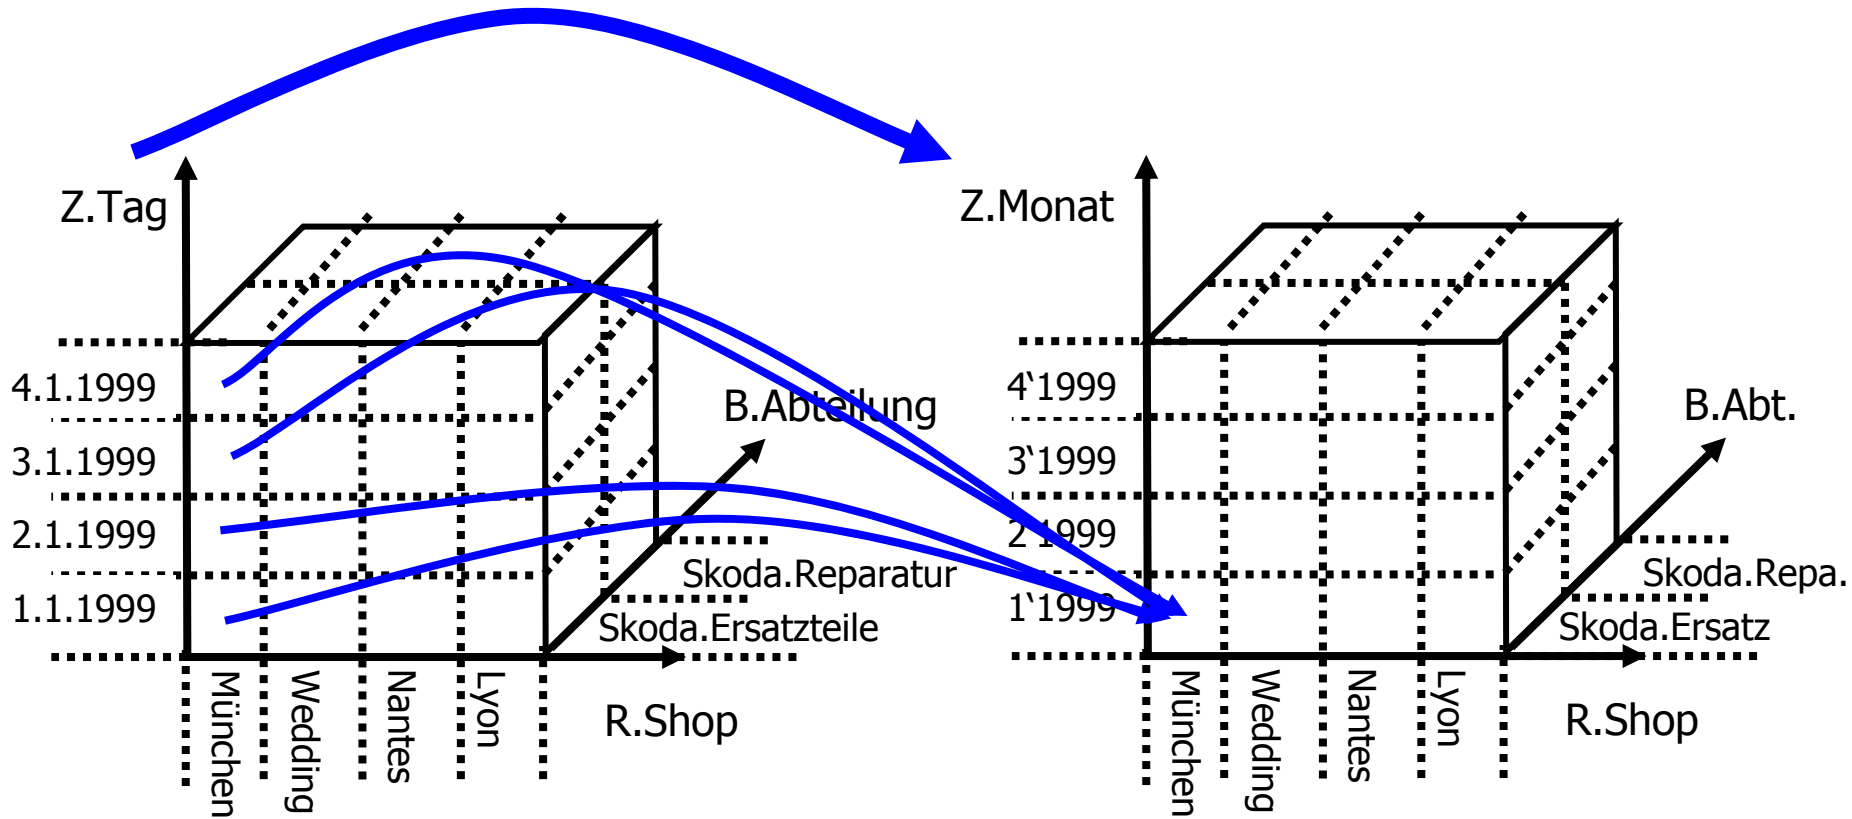 Z.Tag
4.1.1999
3.1.1999
2.1.1999
1.1.1999
B.Abteilung
Skoda.Reparatur
Skoda.Ersatzteile
München
Wedding
Nantes
Lyon
R.Shop
Z.Monat
4‘1999
3‘1999
2‘1999
1‘1999
B.Abt.
Skoda.Repa.
Skoda.Ersatz
München
Wedding
Nantes
Lyon
R.Shop